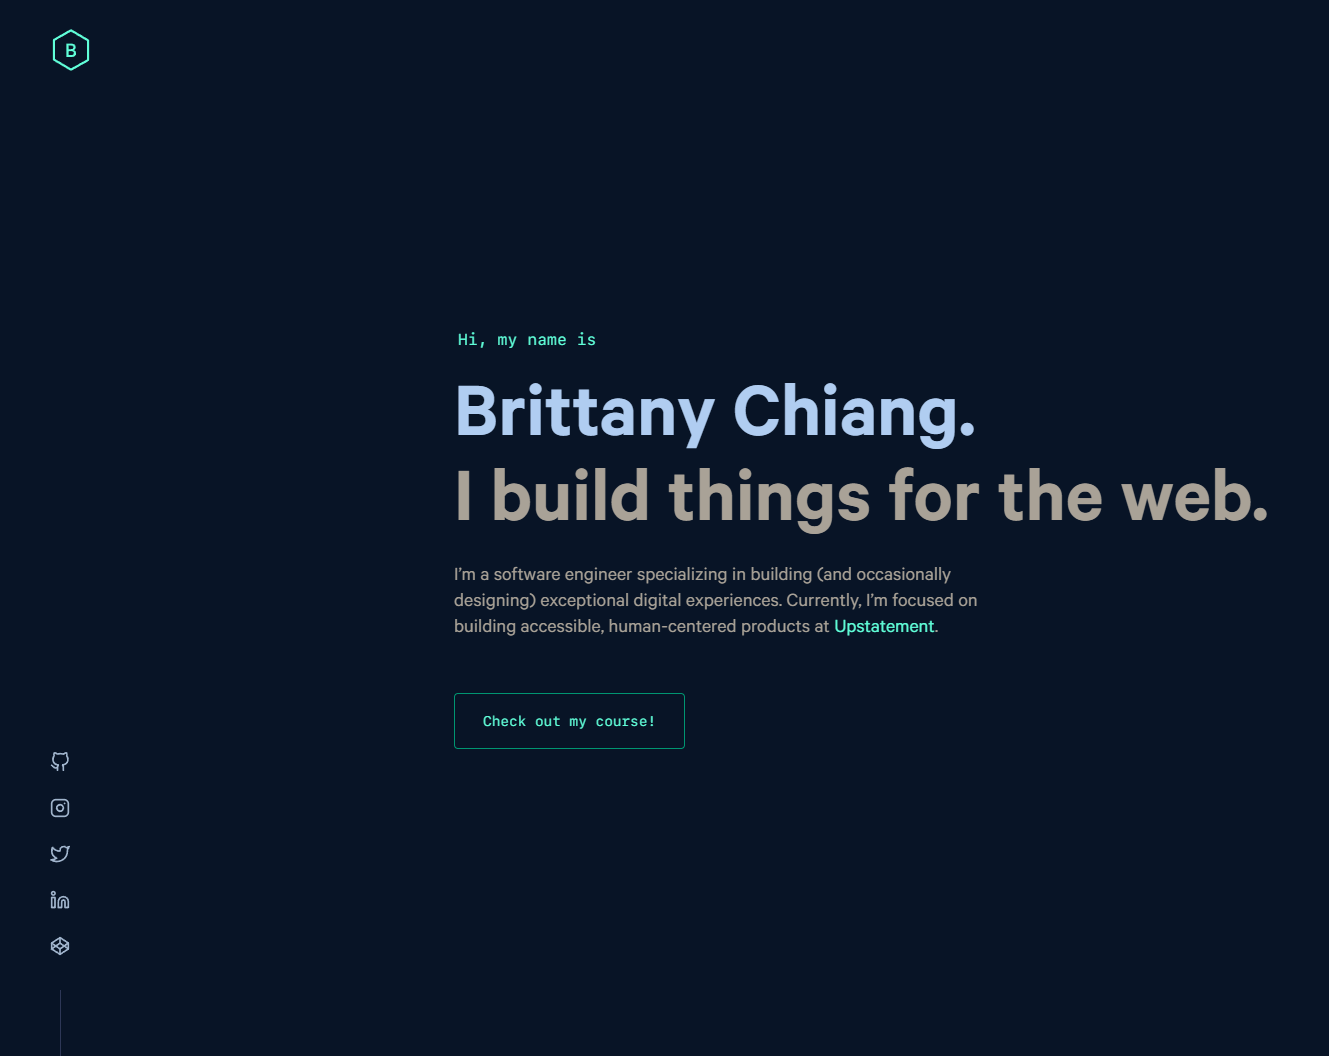 B
Hi, my name is
Brittany Chiang.
I build things for the web.
I’m a software engineer specializing in building (and occasionally
designing) exceptional digital experiences. Currently, I’m focused on
building accessible, human-centered products at Upstatement.
Check out my course!